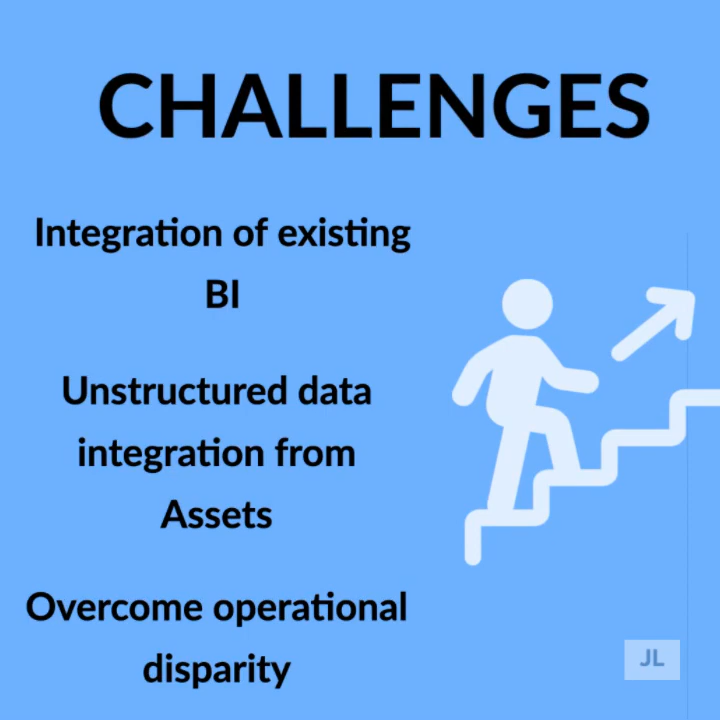 CHALLENGES
Integration of existing
BI
Unstructured data
integration from
Assets
Overcome operational
disparity
JL